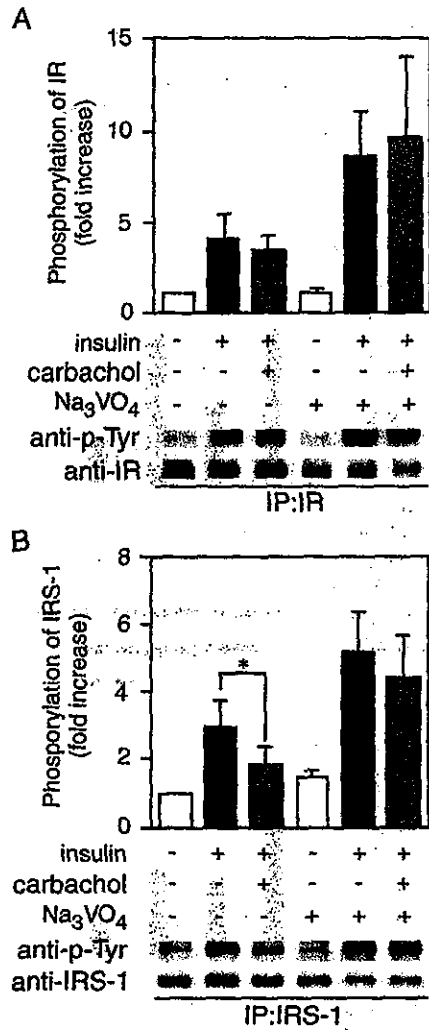 A
Phosphorylation of IR
(fold increase)
15
10
5
0
insulin - + + - + +
carbachol - - + - - +
Na3VO4 - - - + + +
anti-p-Tyr
anti-IR
IP:IR
B
Phosporylation of IRS-1
(fold increase)
8
6
4
2
0
*
insulin - + + - + +
carbachol - - + - - +
Na3VO4 - - - + + +
anti-p-Tyr
anti-IRS-1
IP:IRS-1